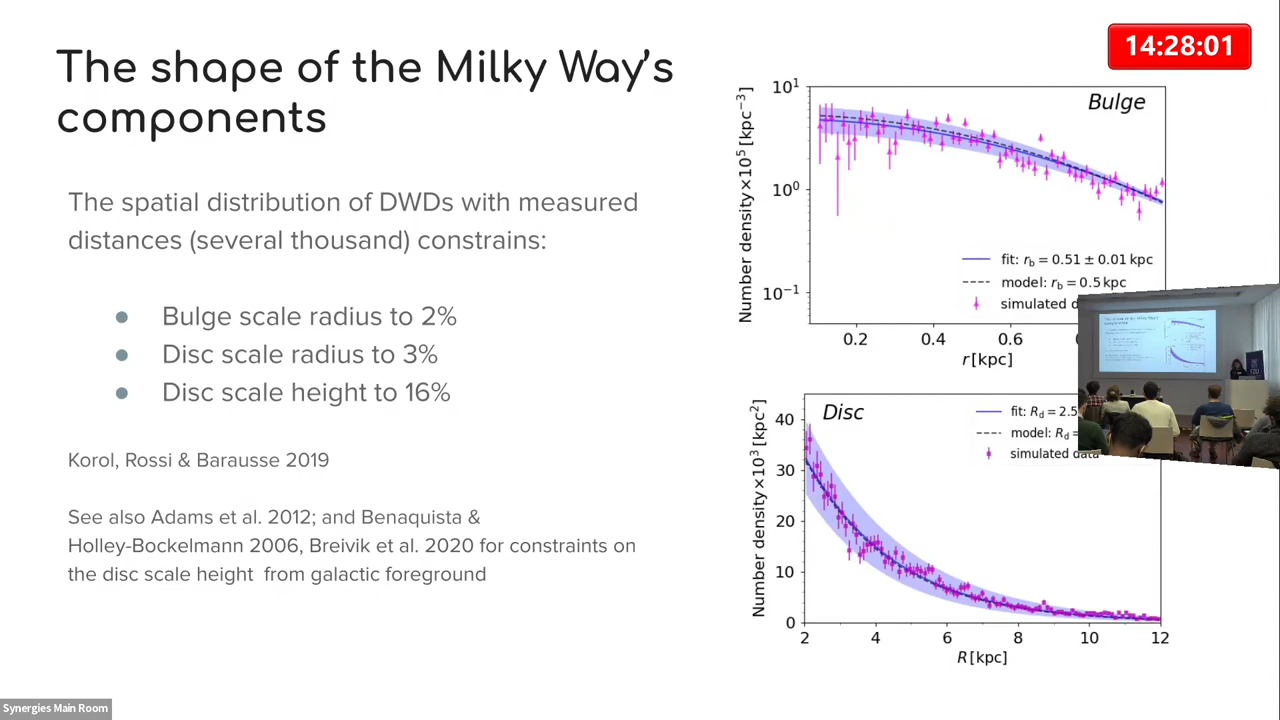 The shape of the Milky Way's
components
14:28:01
The spatial distribution of DWDs with measured
distances (several thousand) constrains:
● Bulge scale radius to 2%
● Disc scale radius to 3%
● Disc scale height to 16%
Korol, Rossi & Barausse 2019
See also Adams et al. 2012; and Benaquista &
Holley-Bockelmann 2006, Breivik et al. 2020 for constraints on
the disc scale height from galactic foreground
Bulge
Number density×10⁵[kpc⁻³]
10¹
10⁰
10⁻¹
fit: r_b = 0.51 ± 0.01 kpc
model: r_b = 0.5 kpc
simulated
0.2 0.4 0.6
r[kpc]
Disc
Number density×10³[kpc²]
40
30
20
10
0
fit: R_d = 2.5
model: R_d =
simulated data
2 4 6 8 10 12
R[kpc]
Synergies Main Room